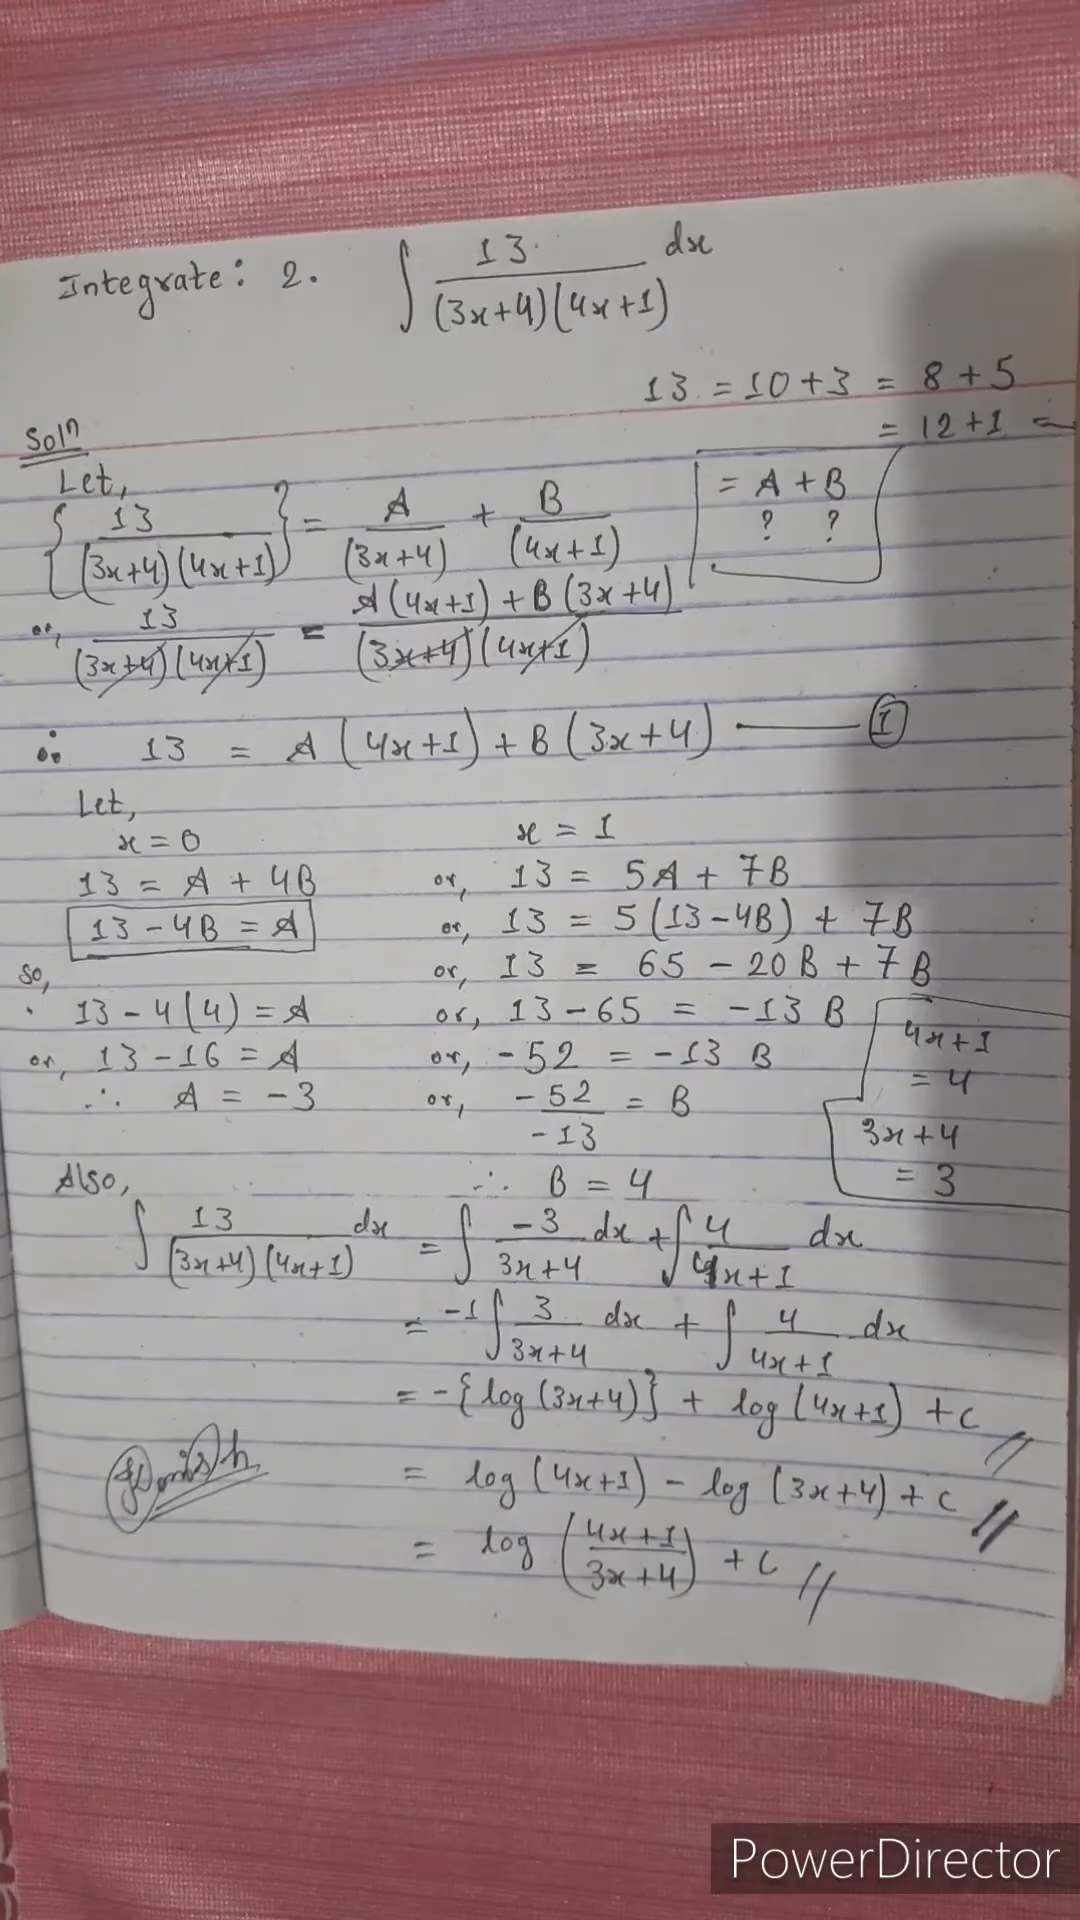 Integrate: 2. ∫ 13 / (3x+4)(4x+1) dx
13 = 10+3 = 8+5
= 12+1 =
Solⁿ
Let,
{ 13 / (3x+4)(4x+1) } = A / (3x+4) + B / (4x+1)
= A + B
? ?
or, 13 / (3x+4)(4x+1) = A(4x+1) + B(3x+4) / (3x+4)(4x+1)
∴ 13 = A(4x+1) + B(3x+4) — I
Let,
x = 0
13 = A + 4B
13 - 4B = A
so,
13 - 4(4) = A
or, 13 - 16 = A
∴ A = -3
x = 1
or, 13 = 5A + 7B
or, 13 = 5(13-4B) + 7B
or, 13 = 65 - 20B + 7B
or, 13 - 65 = -13 B
or, -52 = -13 B
or, -52 / -13 = B
∴ B = 4
4x+1
= 4
3x+4
= 3
Also,
∫ 13 / (3x+4)(4x+1) dx = ∫ -3 / 3x+4 dx + ∫ 4 / 4x+1 dx
= -1 ∫ 3 / 3x+4 dx + ∫ 4 / 4x+1 dx
= -{log(3x+4)} + log(4x+1) + c //
= log(4x+1) - log(3x+4) + c //
= log (4x+1 / 3x+4) + c //
PowerDirector